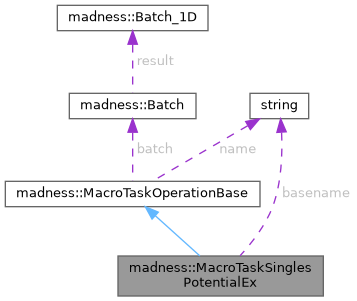 madness::Batch_1D
result
madness::Batch
string
batch
name
madness::MacroTaskOperationBase
basename
madness::MacroTaskSingles
PotentialEx